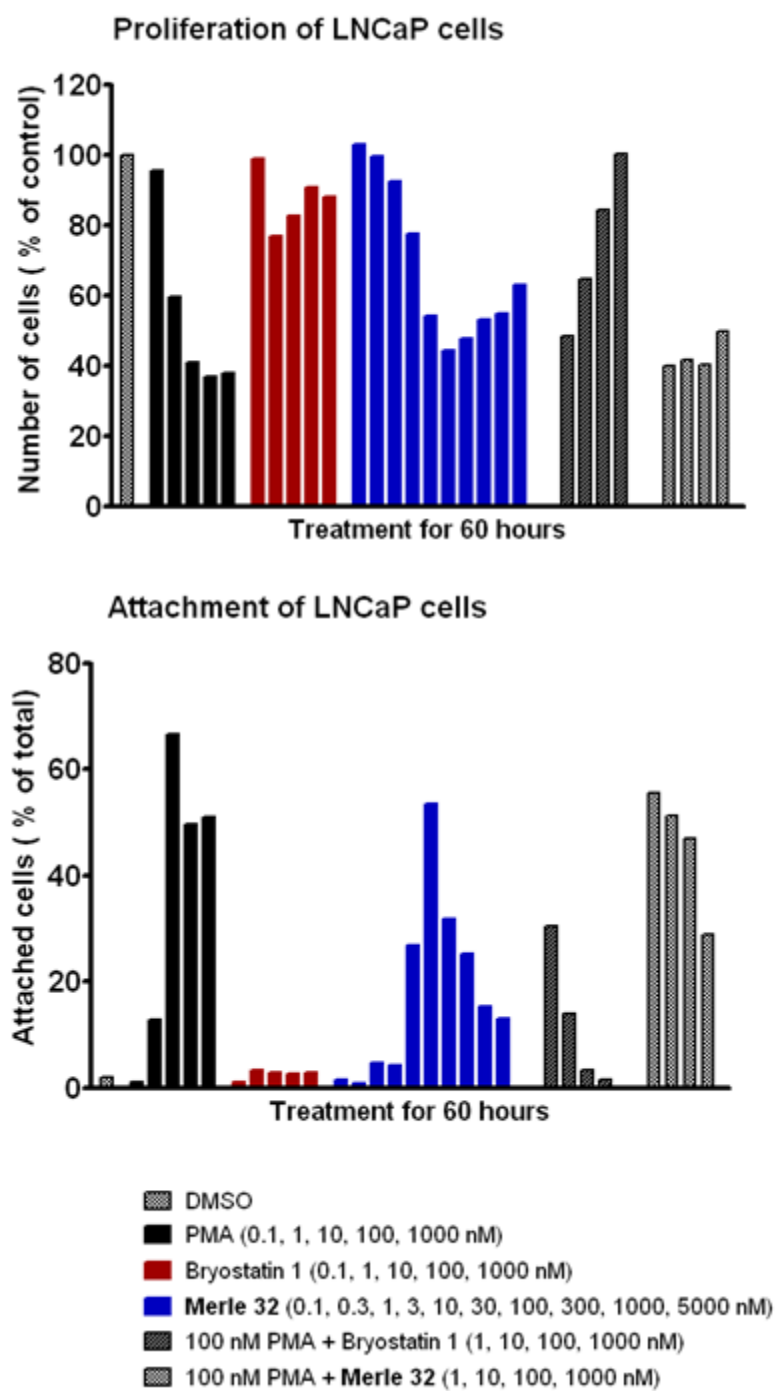 Proliferation of LNCaP cells
Number of cells ( % of control)
120
100
80
60
40
20
0
Treatment for 60 hours
Attachment of LNCaP cells
Attached cells ( % of total)
80
60
40
20
0
Treatment for 60 hours
DMSO
PMA (0.1, 1, 10, 100, 1000 nM)
Bryostatin 1 (0.1, 1, 10, 100, 1000 nM)
Merle 32 (0.1, 0.3, 1, 3, 10, 30, 100, 300, 1000, 5000 nM)
100 nM PMA + Bryostatin 1 (1, 10, 100, 1000 nM)
100 nM PMA + Merle 32 (1, 10, 100, 1000 nM)